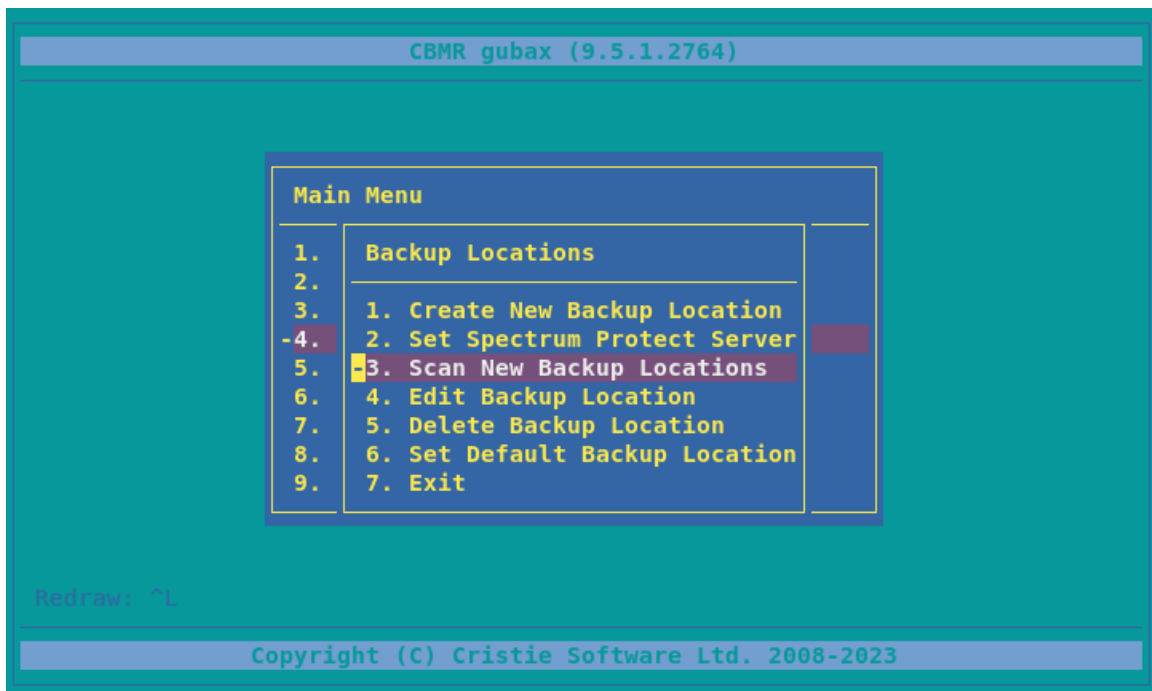 CBMR gubax (9.5.1.2764)
Main Menu
1.
2.
3.
-4.
5.
6.
7.
8.
9.
Backup Locations
1. Create New Backup Location
2. Set Spectrum Protect Server
-3. Scan New Backup Locations
4. Edit Backup Location
5. Delete Backup Location
6. Set Default Backup Location
7. Exit
Redraw: ^L
Copyright (C) Cristie Software Ltd. 2008-2023